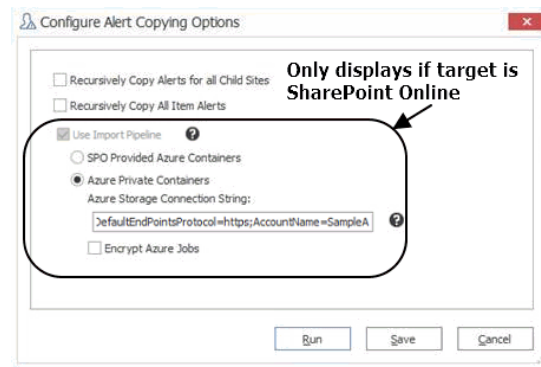 Configure Alert Copying Options
Recursively Copy Alerts for all Child Sites
Only displays if target is
SharePoint Online
Recursively Copy All Item Alerts
Use Import Pipeline ?
SPO Provided Azure Containers
Azure Private Containers
Azure Storage Connection String:
DefaultEndPointsProtocol=https;AccountName=SampleA ?
Encrypt Azure Jobs
Run Save Cancel